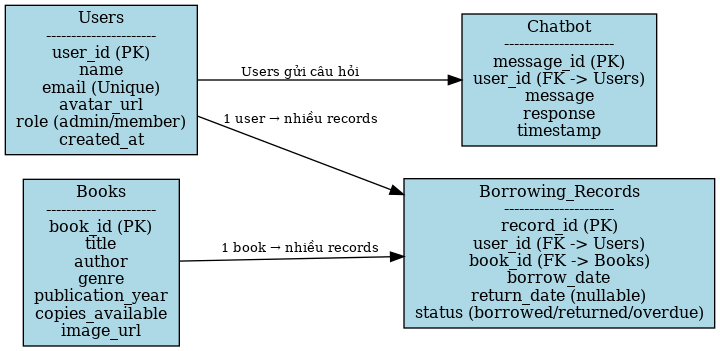 Users
----------------------
user_id (PK)
name
email (Unique)
avatar_url
role (admin/member)
created_at
Users gửi câu hỏi
Chatbot
----------------------
message_id (PK)
user_id (FK -> Users)
message
response
timestamp
1 user → nhiều records
Books
----------------------
book_id (PK)
title
author
genre
publication_year
copies_available
image_url
1 book → nhiều records
Borrowing_Records
----------------------
record_id (PK)
user_id (FK -> Users)
book_id (FK -> Books)
borrow_date
return_date (nullable)
status (borrowed/returned/overdue)